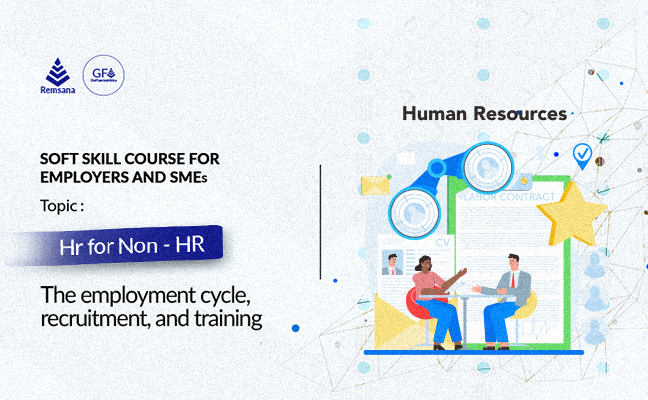 Remsana
GFA
Human Resources
SOFT SKILL COURSE FOR
EMPLOYERS AND SMEs
Topic :
Hr for Non - HR
The employment cycle,
recruitment, and training
LABOR CONTRACT
CV